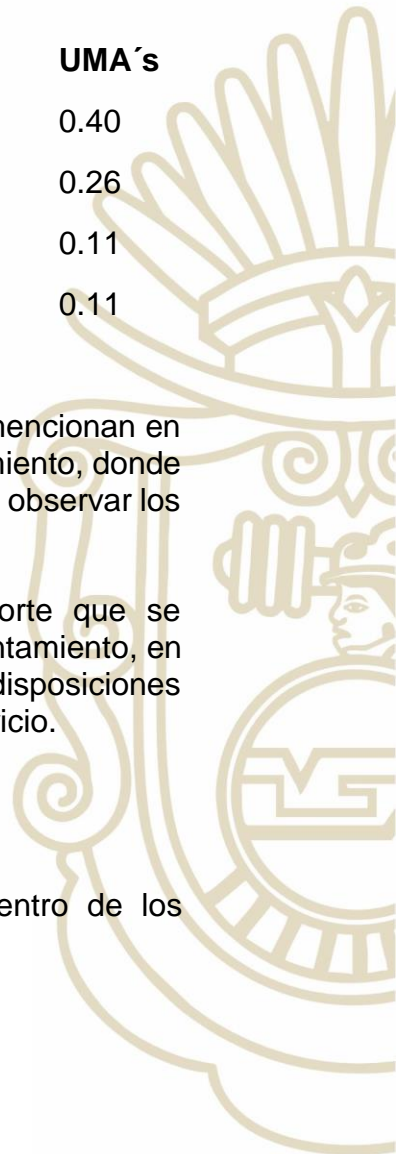 UMA´s
0.40
0.26
0.11
0.11
mencionan en
miento, donde
observar los
orte que se
ntamiento, en
disposiciones
icio.
entro de los